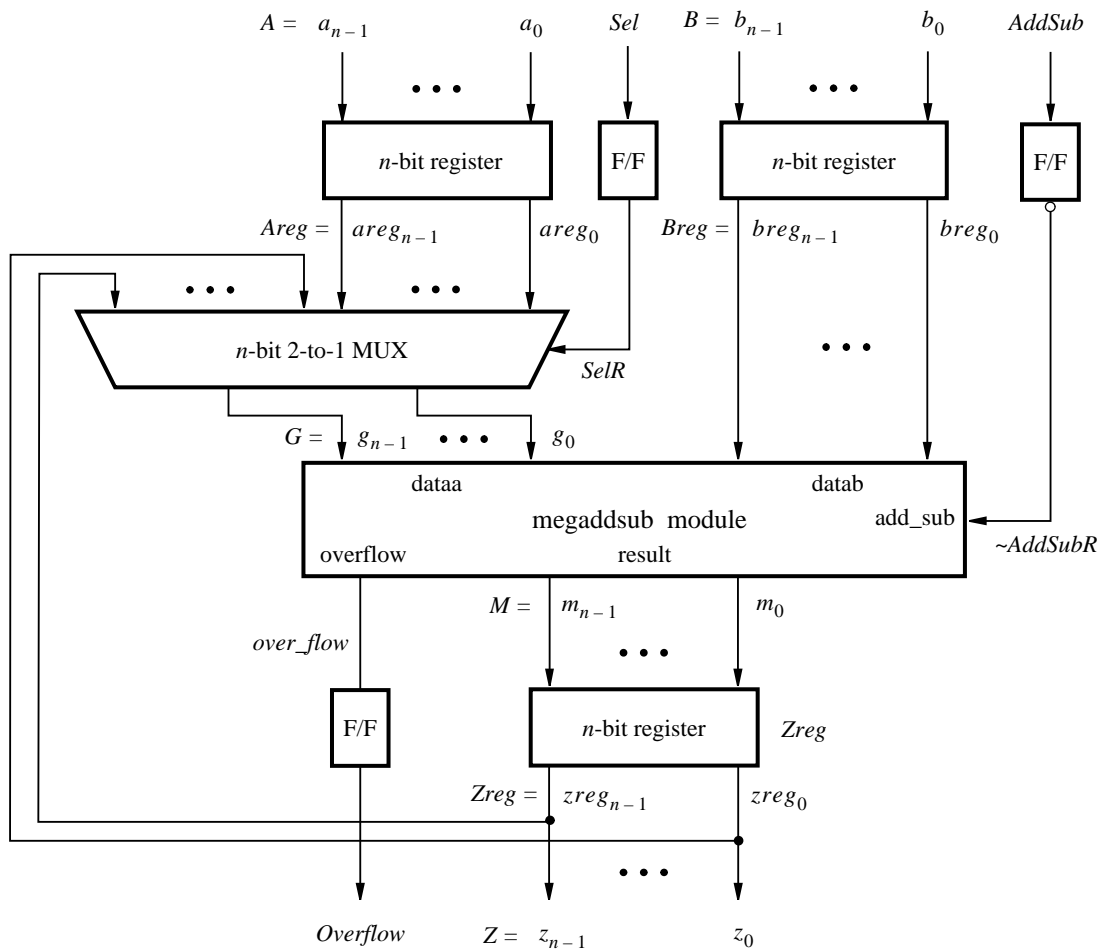 A = a_{n – 1} a_0 Sel B = b_{n – 1} b_0 AddSub
• • • • • •
n-bit register F/F n-bit register F/F
Areg = areg_{n – 1} areg_0 Breg = breg_{n – 1} breg_0
• • • • • •
n-bit 2-to-1 MUX • • •
SelR
G = g_{n – 1} • • • g_0
dataa datab
megaddsub module add_sub
overflow result ~AddSubR
M = m_{n – 1} m_0
over_flow • • •
F/F n-bit register Zreg
Zreg = zreg_{n – 1} zreg_0
• • •
Overflow Z = z_{n – 1} z_0